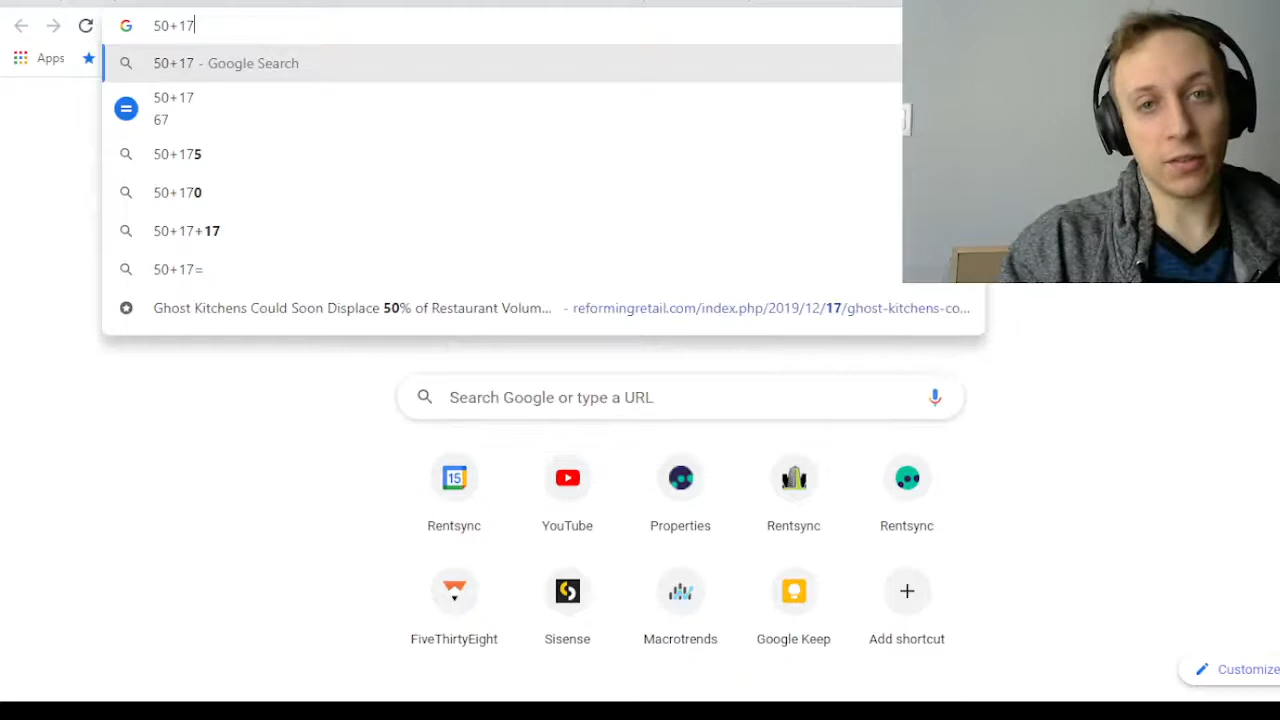 50+17
Apps
50+17 - Google Search
50+17
67
50+175
50+170
50+17+17
50+17=
Ghost Kitchens Could Soon Displace 50% of Restaurant Volum... - reformingretail.com/index.php/2019/12/17/ghost-kitchens-co...
Search Google or type a URL
15
Rentsync
YouTube
Properties
Rentsync
Rentsync
FiveThirtyEight
Sisense
Macrotrends
Google Keep
Add shortcut
Customize